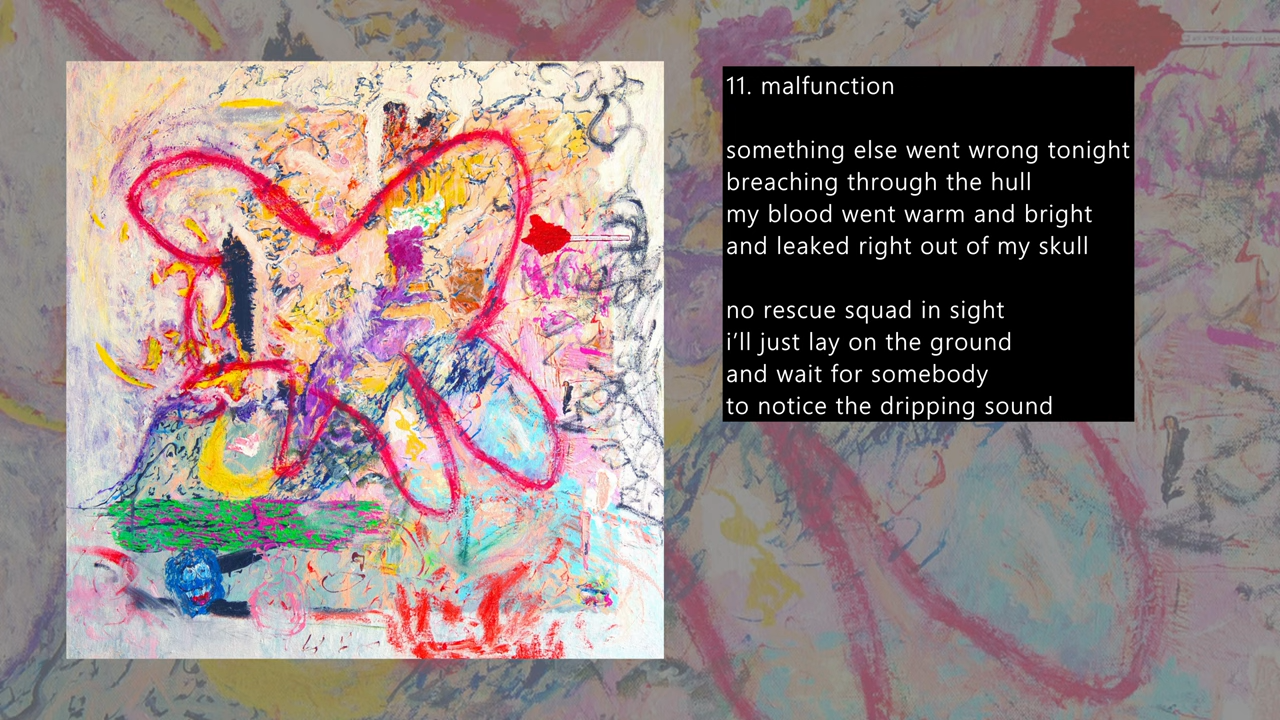 11. malfunction
something else went wrong tonight
breaching through the hull
my blood went warm and bright
and leaked right out of my skull
no rescue squad in sight
i’ll just lay on the ground
and wait for somebody
to notice the dripping sound